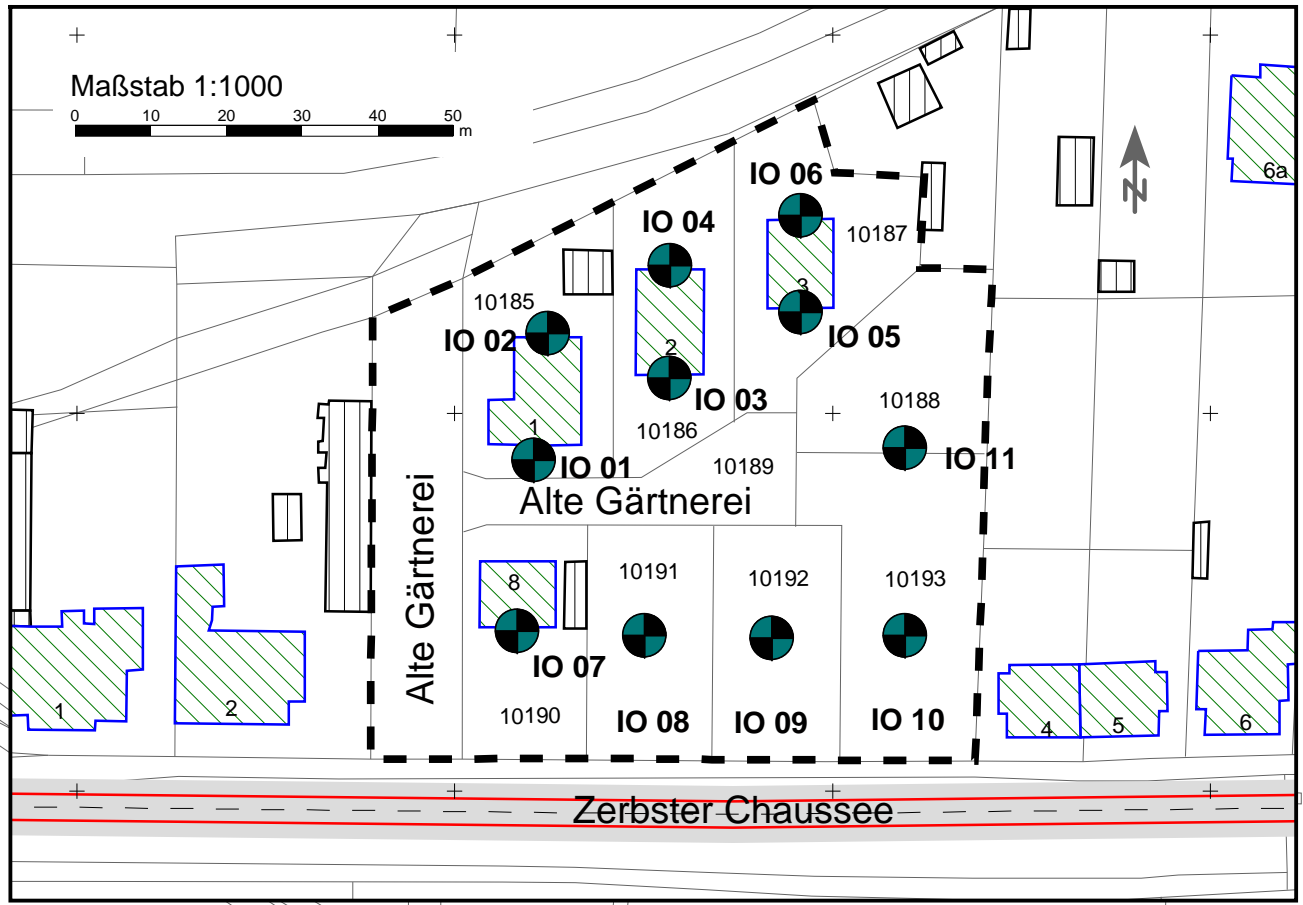 Maßstab 1:1000
0 10 20 30 40 50 m
6a
N
IO 06
IO 04
10187
3
10185
IO 02
IO 05
2
IO 03
10188
10186
1
IO 11
IO 01
10189
Alte Gärtnerei
Alte Gärtnerei
8
10191
10192
10193
IO 07
1
2
10190
IO 08
IO 09
IO 10
4
5
6
Zerbster Chaussee